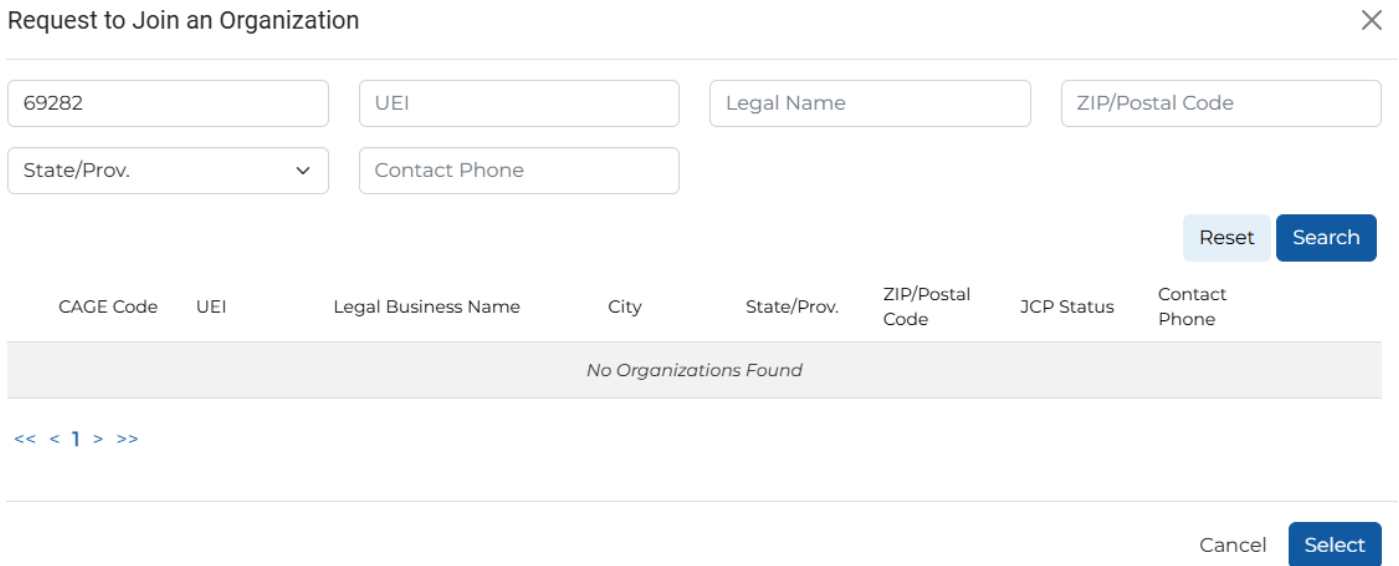 Request to Join an Organization
69282 UEI Legal Name ZIP/Postal Code
State/Prov. Contact Phone
Reset Search
CAGE Code UEI Legal Business Name City State/Prov. ZIP/Postal Code JCP Status Contact Phone
No Organizations Found
<< < 1 > >>
Cancel Select